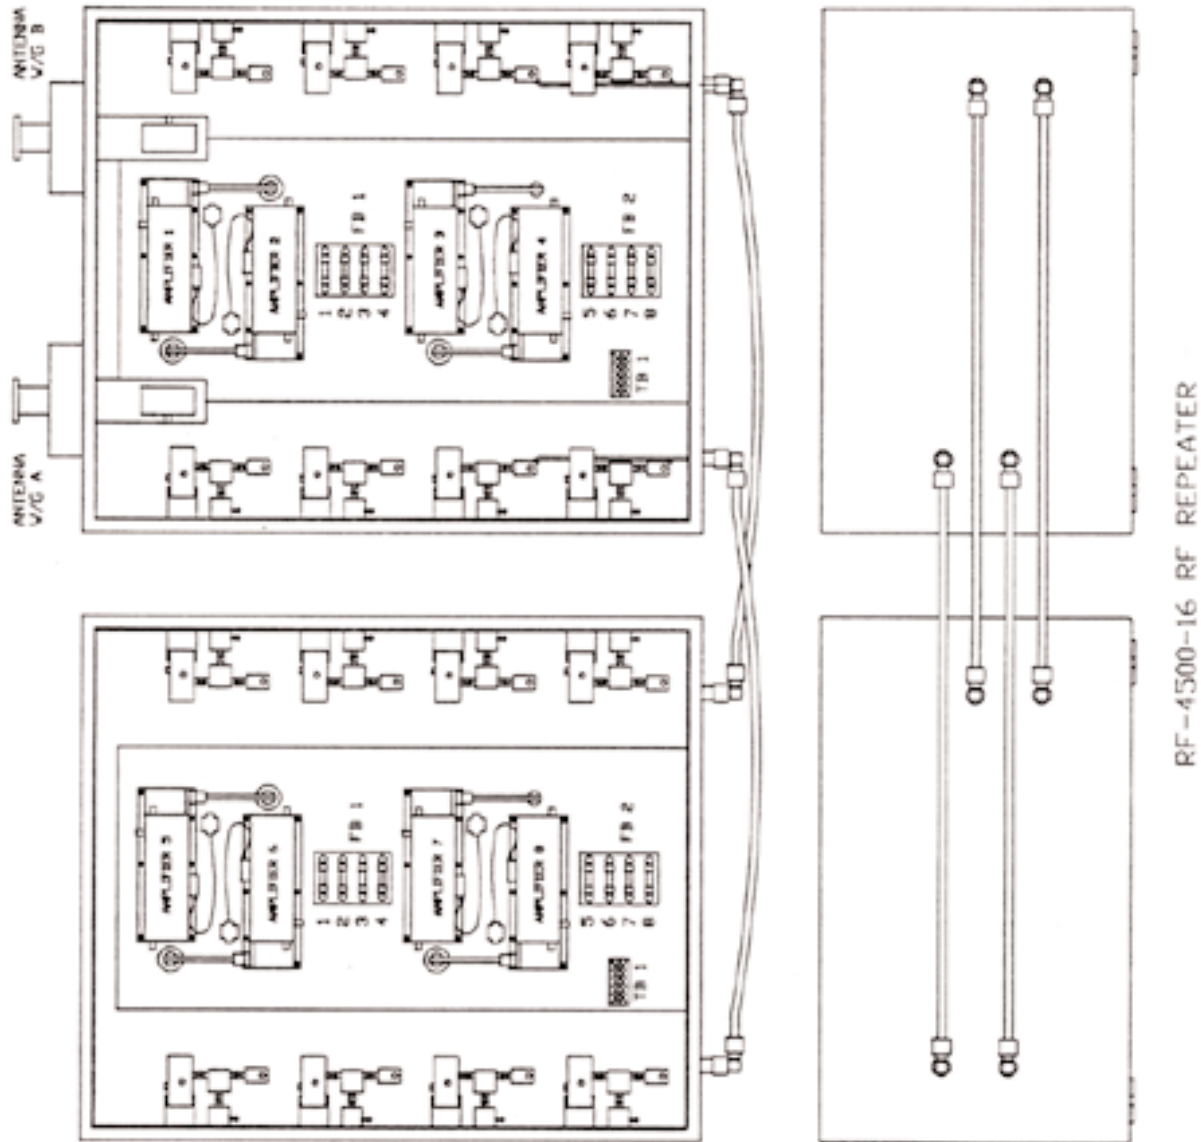 ANTENNA
W/G A
ANTENNA
W/G B
AMPLIFIER 1
AMPLIFIER 2
1
2
3
4
FB 1
AMPLIFIER 3
AMPLIFIER 4
5
6
7
8
FB 2
TB 1
AMPLIFIER 5
AMPLIFIER 6
1
2
3
4
FB 1
AMPLIFIER 7
AMPLIFIER 8
5
6
7
8
FB 2
TB 1
RF-4500-16 RF REPEATER